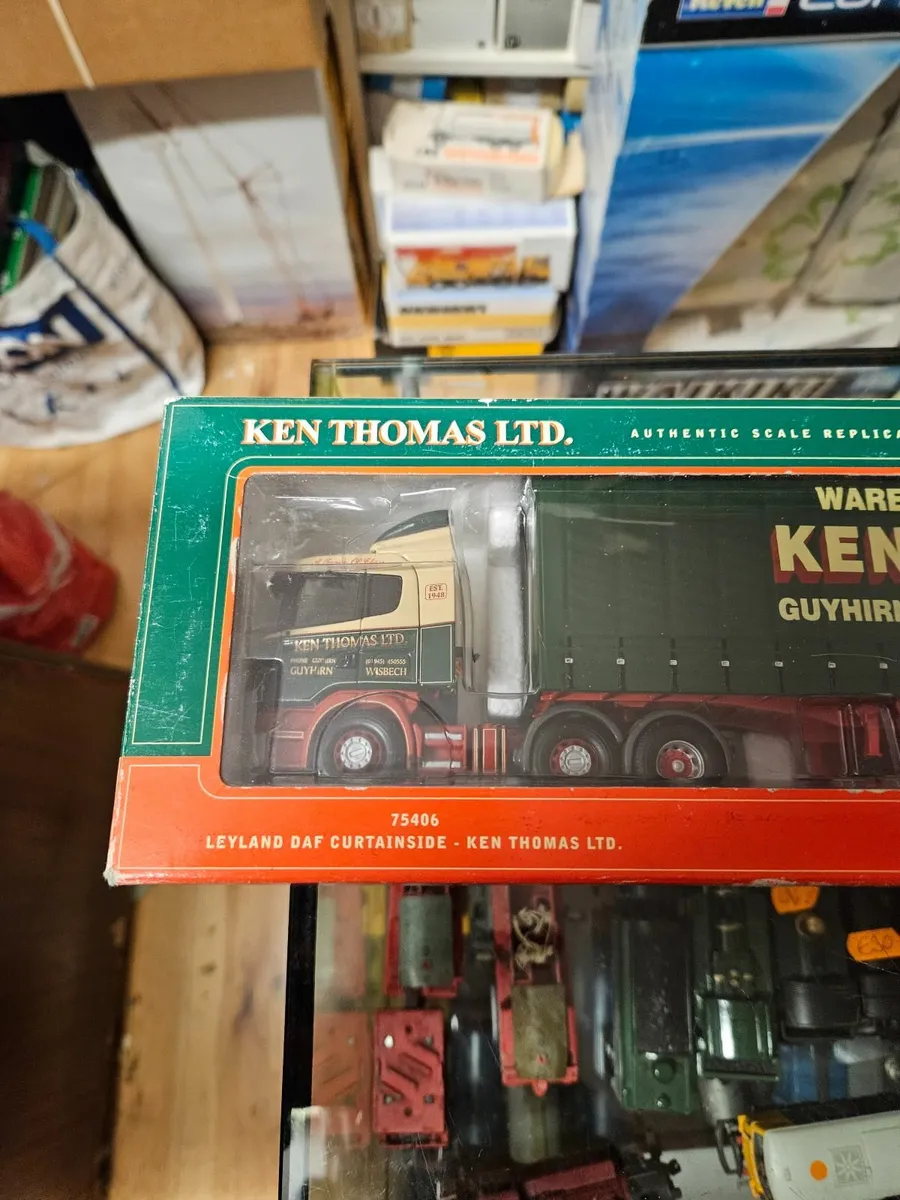 Revell
KEN THOMAS LTD.
AUTHENTIC SCALE REPLICA
WARE
KEN
GUYHIRN
EST.
1948
KEN THOMAS LTD.
GUYHIRN
WISBECH
75406
LEYLAND DAF CURTAINSIDE - KEN THOMAS LTD.